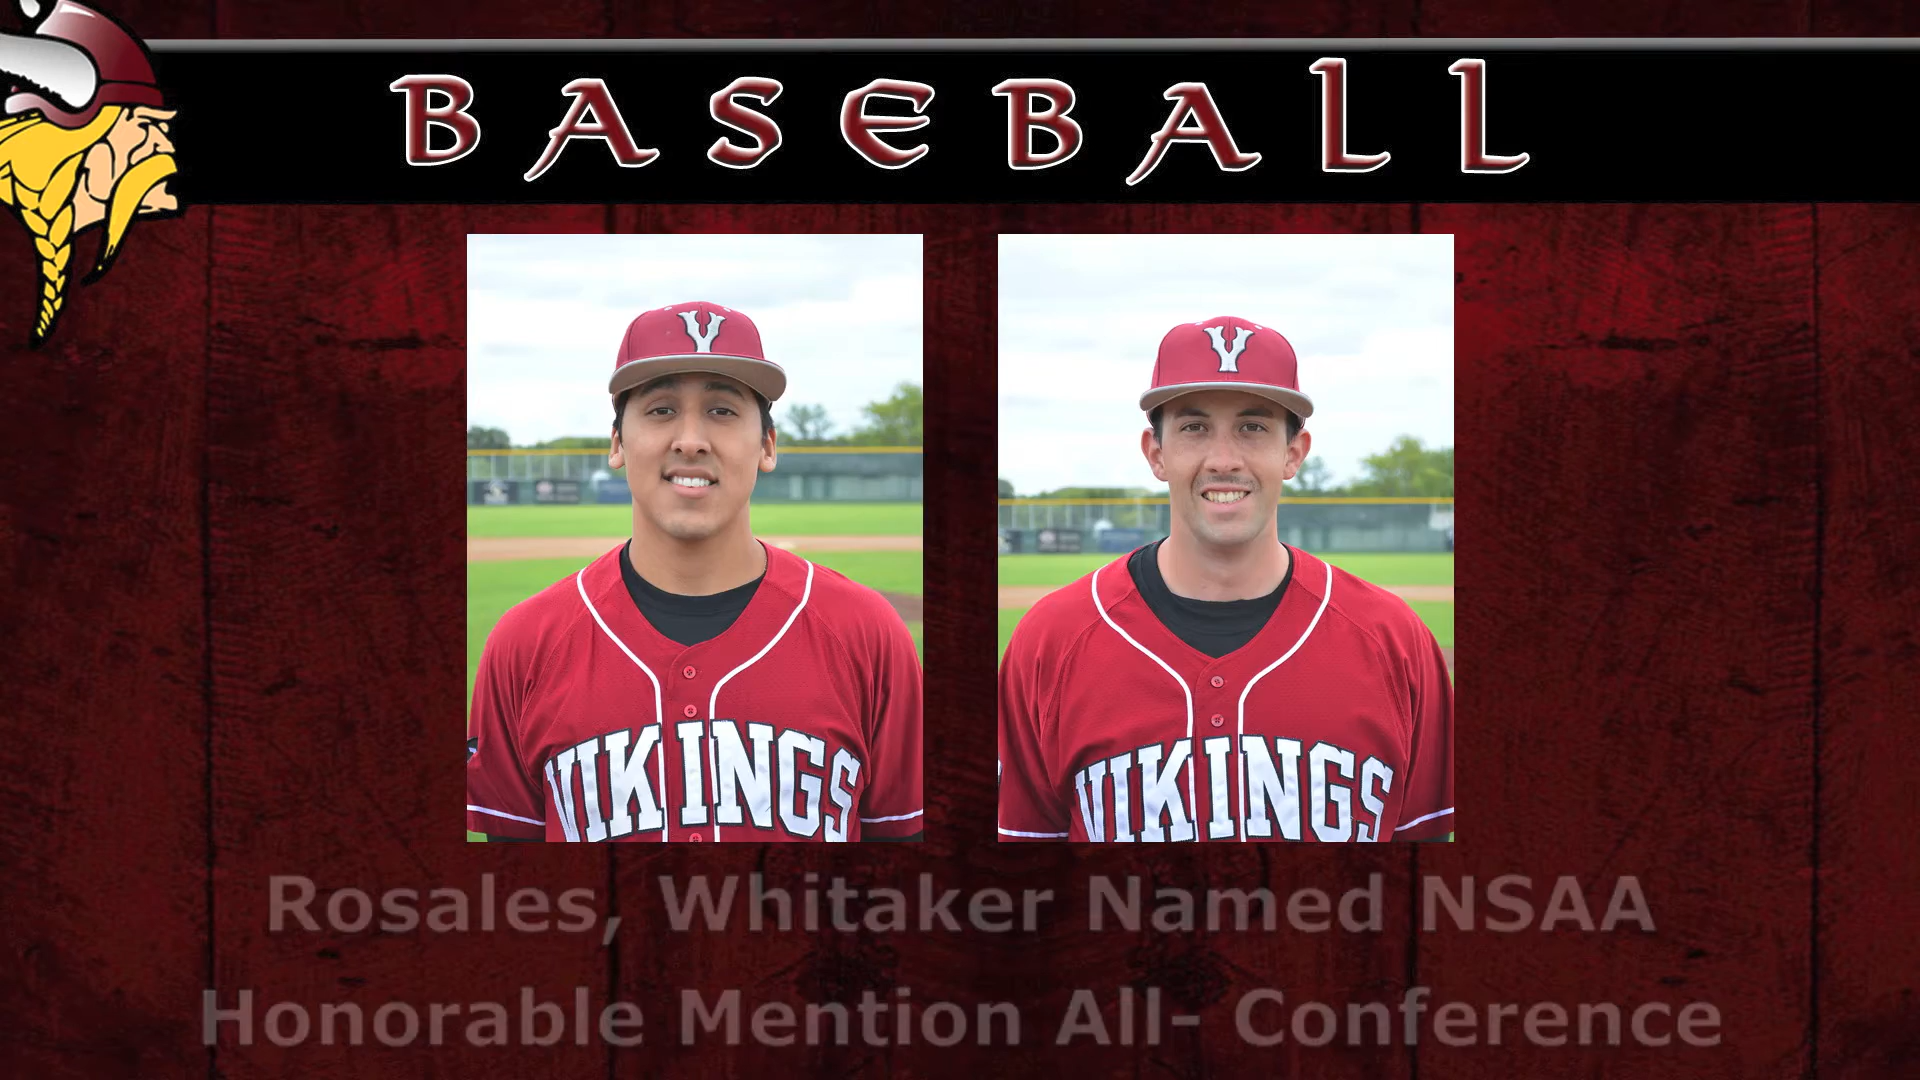 BASEBALL
V
V
VIKINGS
VIKINGS
Rosales, Whitaker Named NSAA
Honorable Mention All- Conference